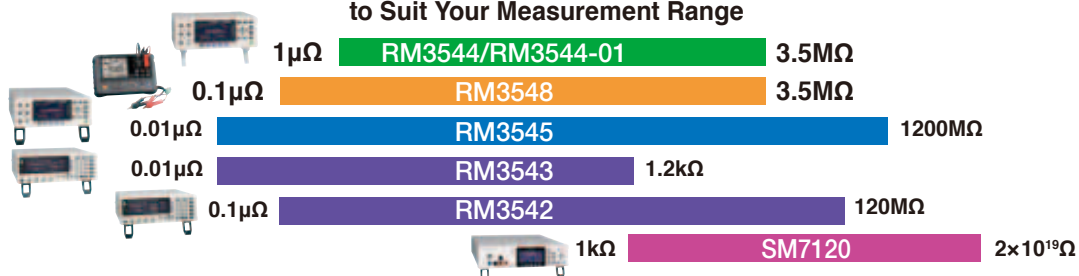 to Suit Your Measurement Range
1μΩ RM3544/RM3544-01 3.5MΩ
0.1μΩ RM3548 3.5MΩ
0.01μΩ RM3545 1200MΩ
0.01μΩ RM3543 1.2kΩ
0.1μΩ RM3542 120MΩ
1kΩ SM7120 2×10¹⁹Ω